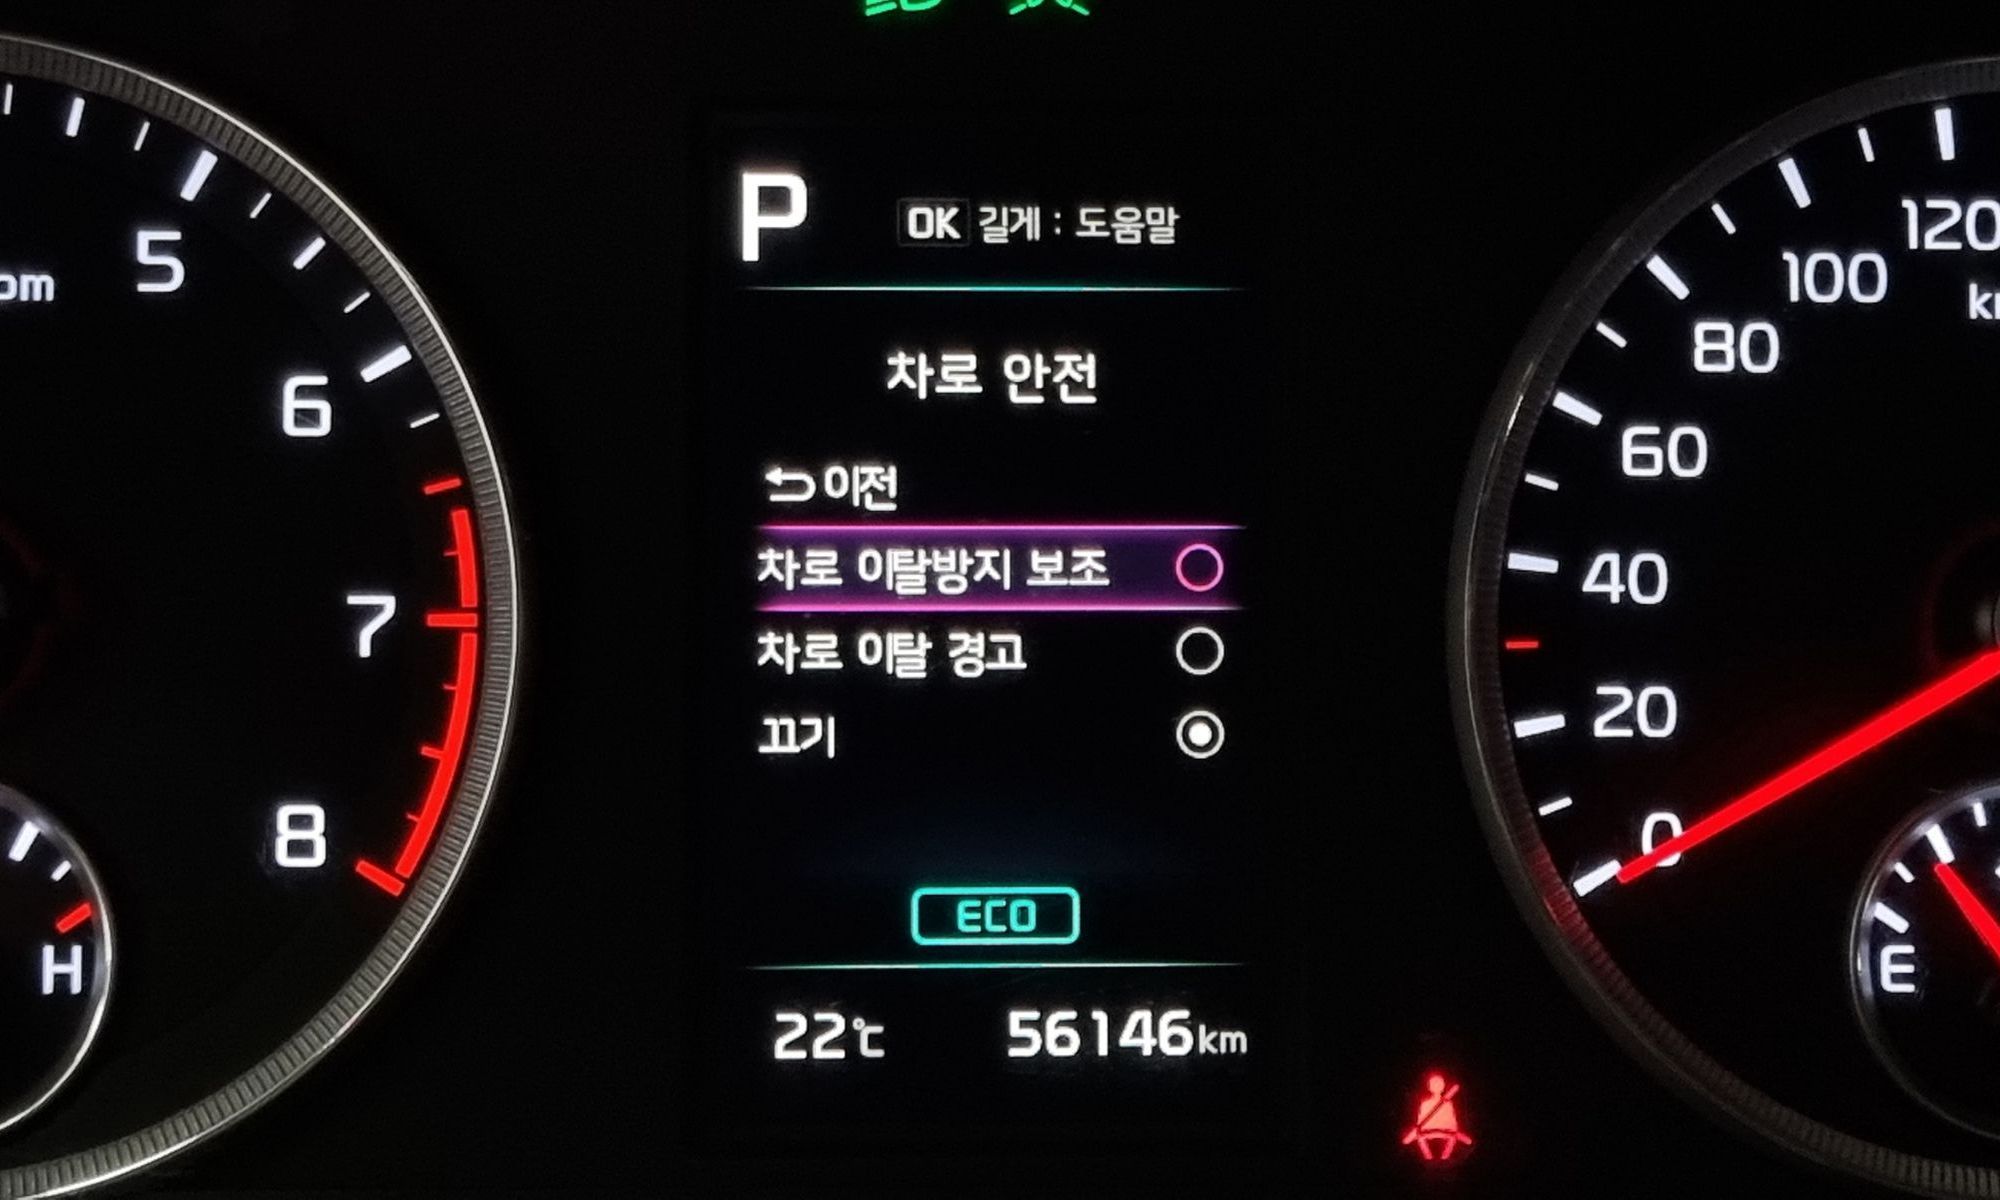 P
OK 길게 : 도움말
차로 안전
이전
차로 이탈방지 보조
차로 이탈 경고
끄기
ECO
22℃ 56146km
5
6
7
8
H
120
100
80
60
40
20
0
E